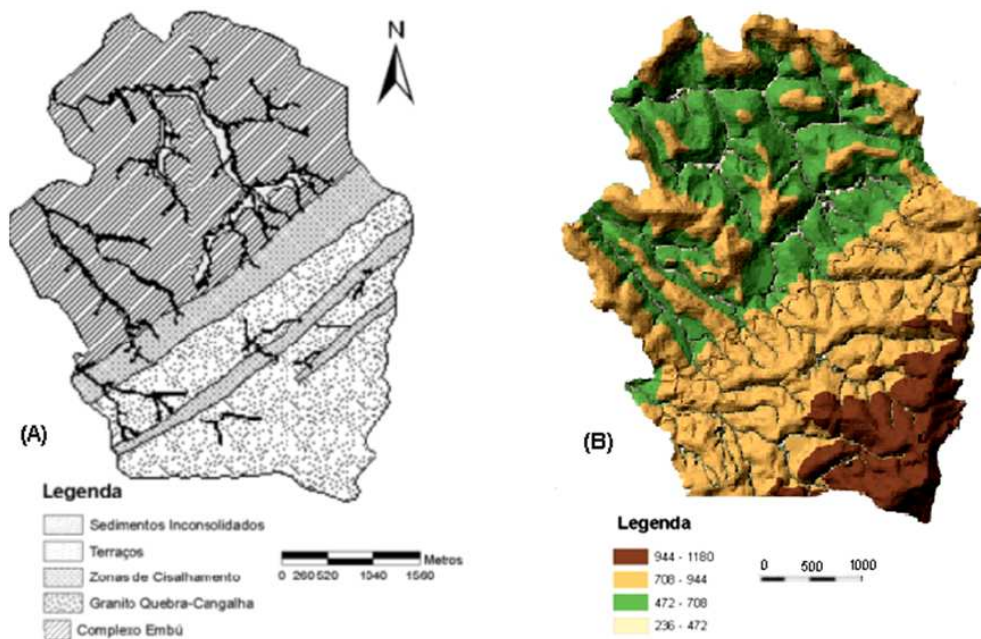 N
(A)
Legenda
Sedimentos Inconsolidados
Terraços
Zonas de Cisalhamento
Granito Quebra-Cangalha
Complexo Embú
Metros
0 260 520 1040 1560
(B)
Legenda
944 - 1180
708 - 944
472 - 708
236 - 472
0 500 1000